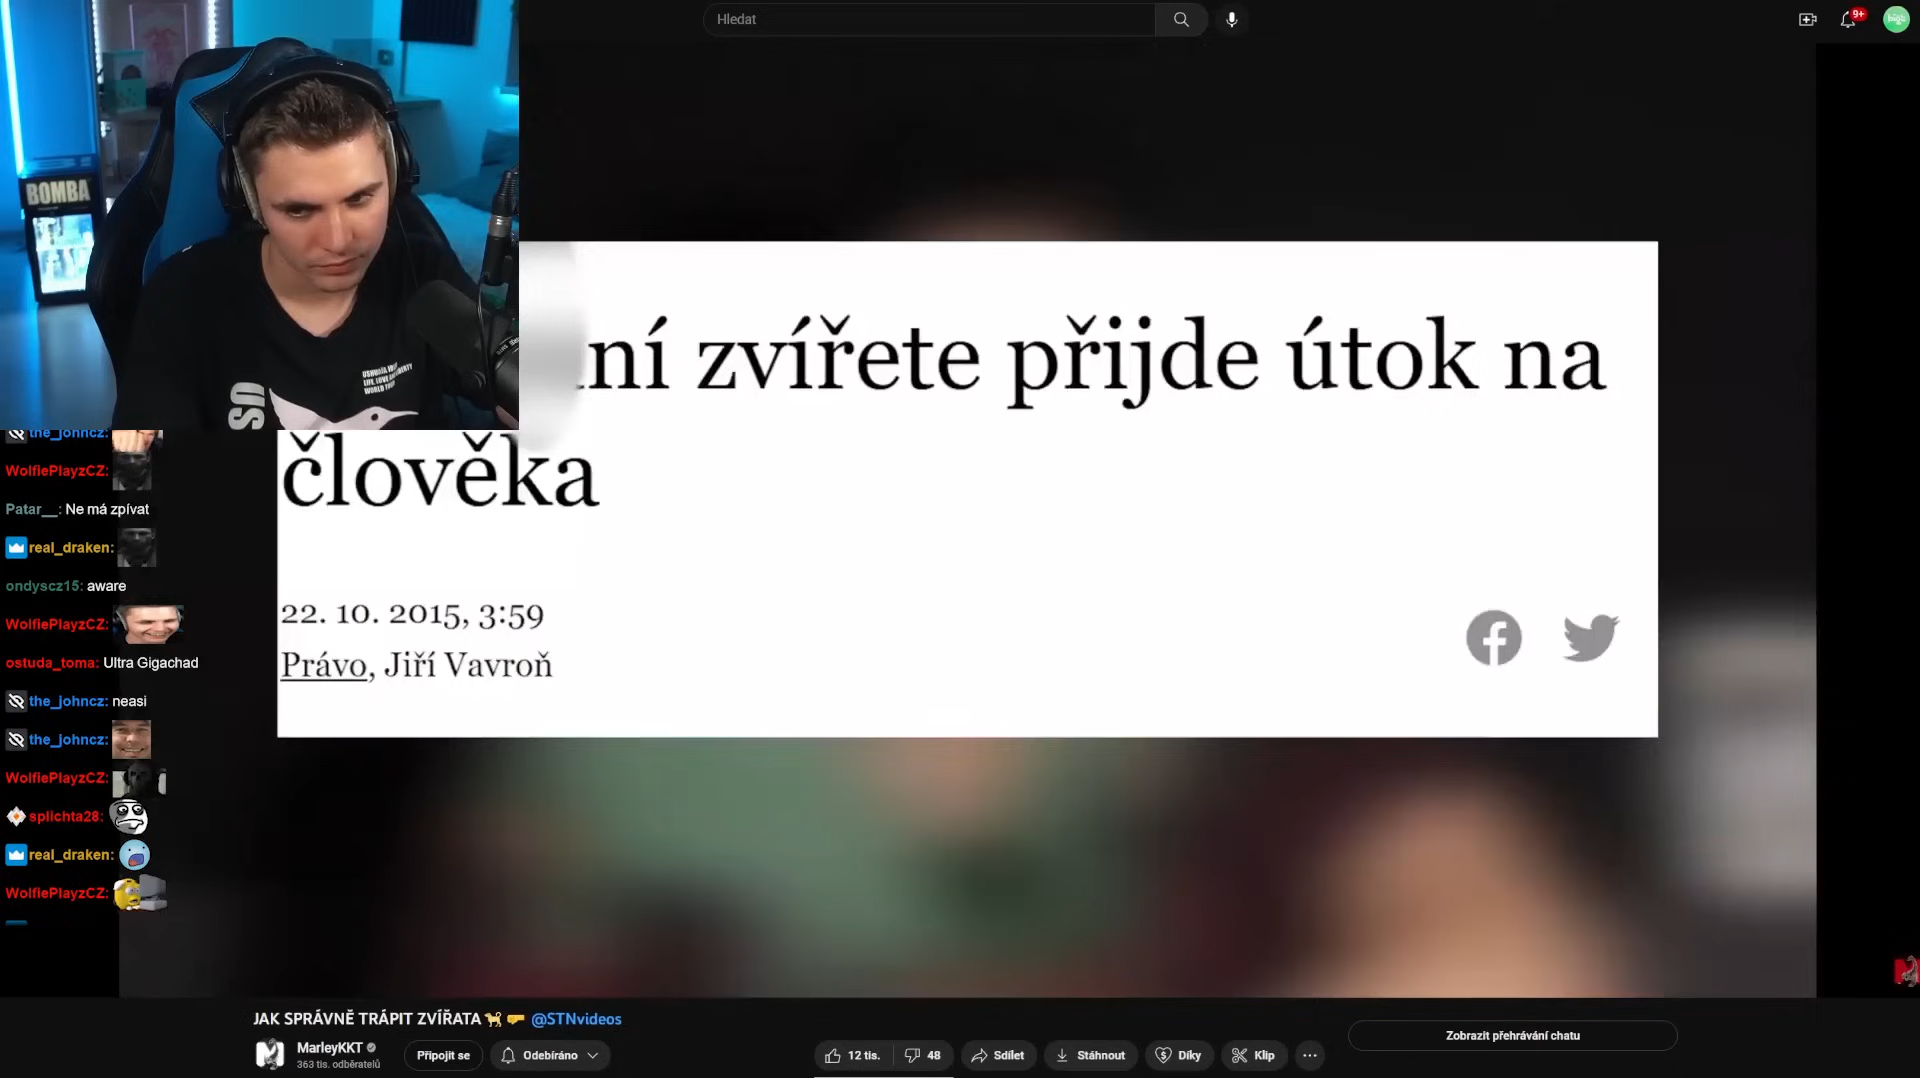 Hledat
9+
BOMBA
ní zvířete přijde útok na
člověka
22. 10. 2015, 3:59
Právo, Jiří Vavroň
the_johncz:
WolfiePlayzCZ:
Patar__: Ne má zpívat
real_draken:
ondyscz15: aware
WolfiePlayzCZ:
ostuda_toma: Ultra Gigachad
the_johncz: neasi
the_johncz:
WolfiePlayzCZ:
splichta28:
real_draken:
WolfiePlayzCZ:
JAK SPRÁVNĚ TRÁPIT ZVÍŘATA @STNvideos
MarleyKKT
363 tis. odběratelů
Připojit se
Odebíráno
12 tis.
48
Sdílet
Stáhnout
Díky
Klip
Zobrazit přehrávání chatu